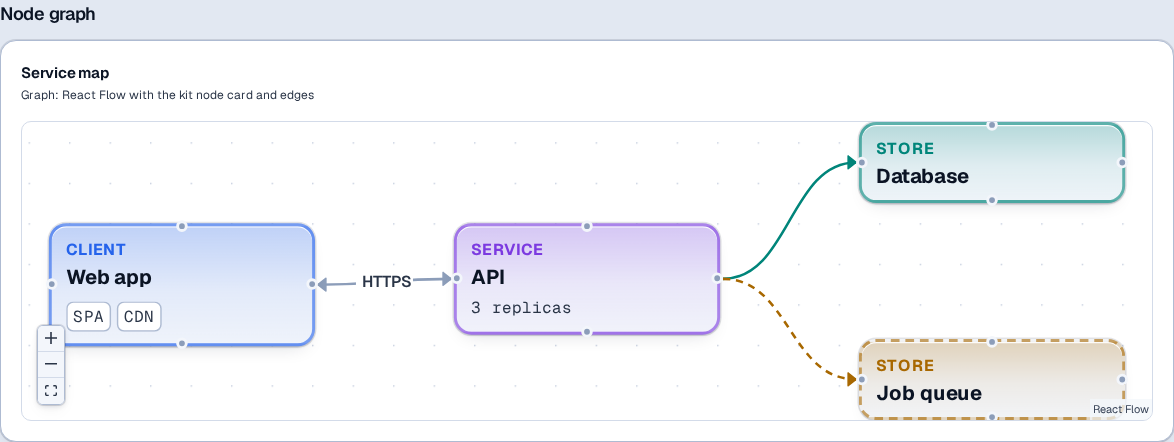 Node graph
Service map
Graph: React Flow with the kit node card and edges
STORE
Database
CLIENT
Web app
SPA CDN
HTTPS
SERVICE
API
3 replicas
STORE
Job queue
React Flow